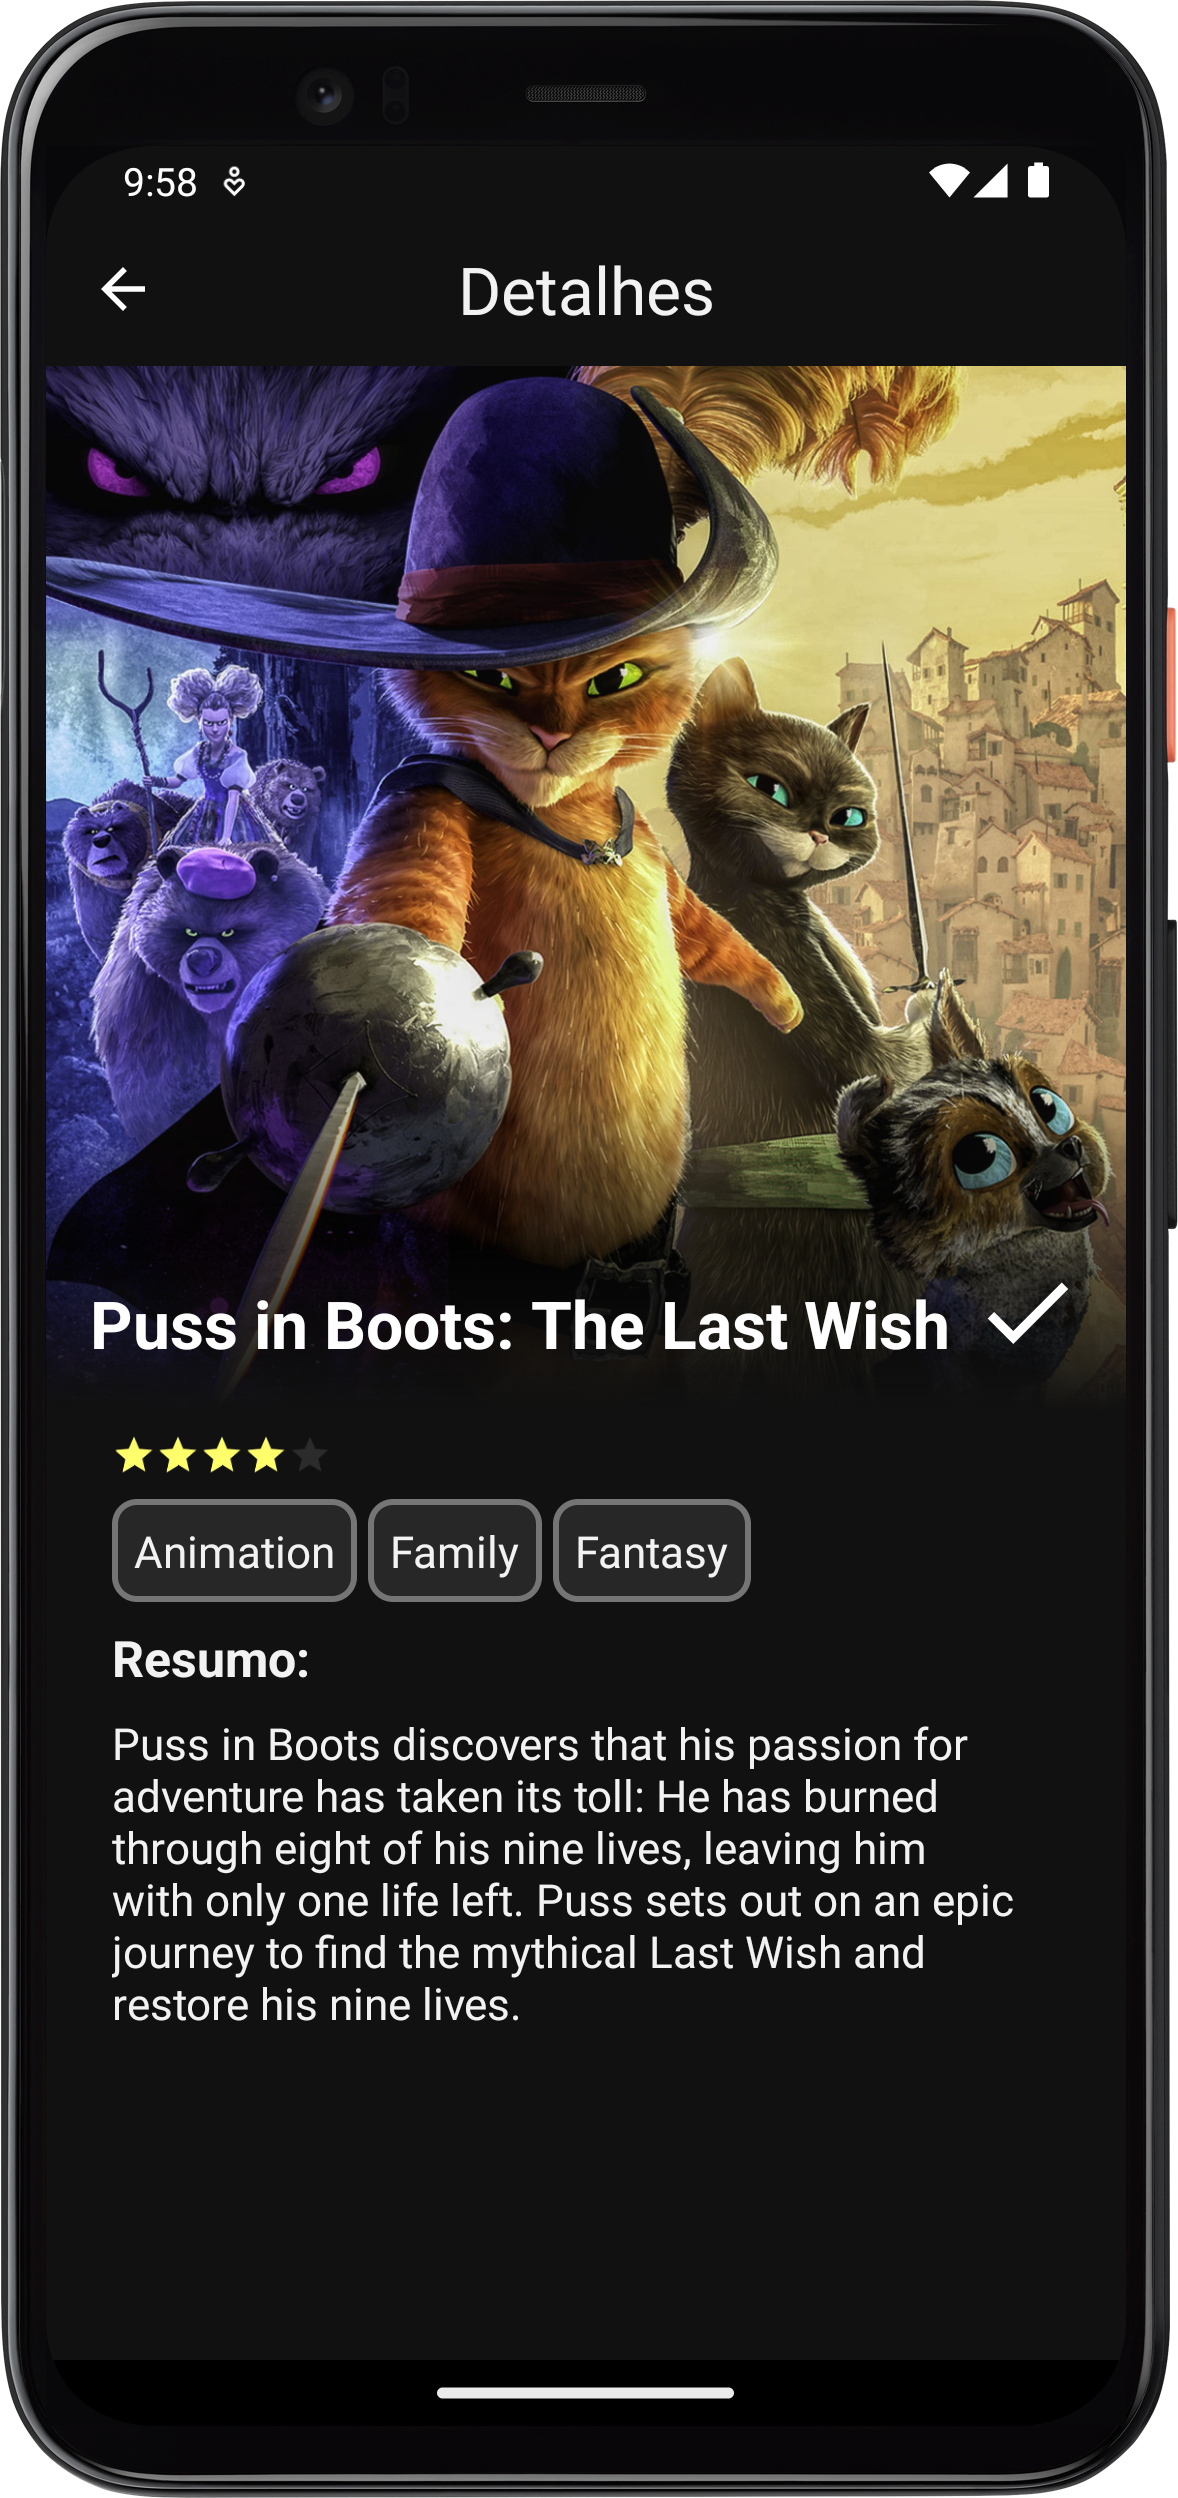 9:58
Detalhes
Puss in Boots: The Last Wish
Animation Family Fantasy
Resumo:
Puss in Boots discovers that his passion for
adventure has taken its toll: He has burned
through eight of his nine lives, leaving him
with only one life left. Puss sets out on an epic
journey to find the mythical Last Wish and
restore his nine lives.